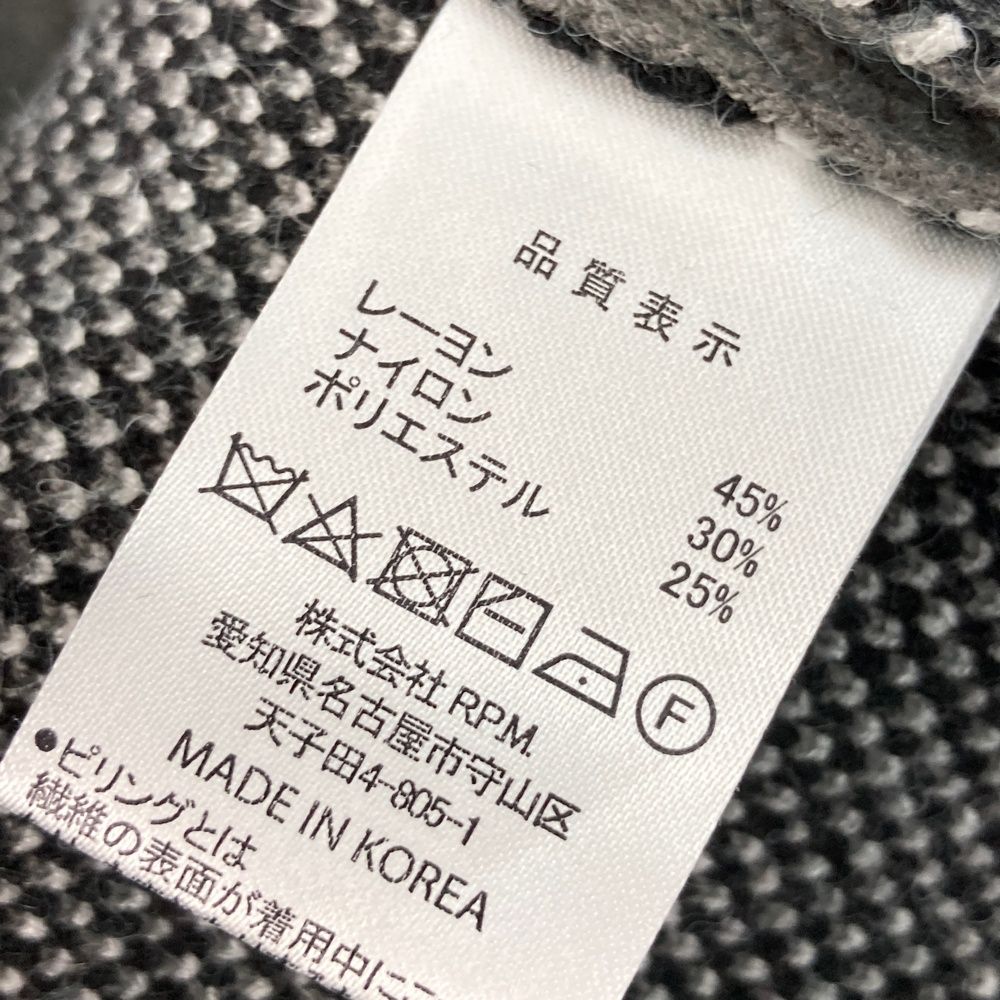 品質表示
レーヨン 45%
ナイロン 30%
ポリエステル 25%
F
株式会社 RPM
愛知県名古屋市守山区
天子田4-805-1
MADE IN KOREA
●ピリングとは
繊維の表面が着用中に